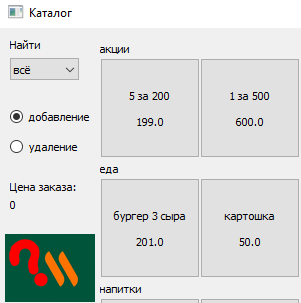 Каталог
Найти
всё
добавление
удаление
Цена заказа:
0
акции
5 за 200
199.0
1 за 500
600.0
еда
бургер 3 сыра
201.0
картошка
50.0
напитки